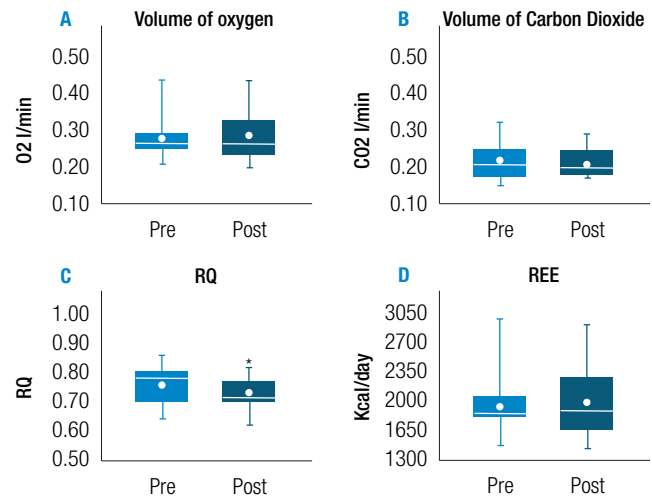 A Volume of oxygen
O2 l/min
0.50
0.40
0.30
0.20
0.10
Pre Post
B Volume of Carbon Dioxide
CO2 l/min
0.50
0.40
0.30
0.20
0.10
Pre Post
C RQ
RQ
1.00
0.90
0.80
0.70
0.60
0.50
*
Pre Post
D REE
Kcal/day
3050
2700
2350
2000
1650
1300
Pre Post